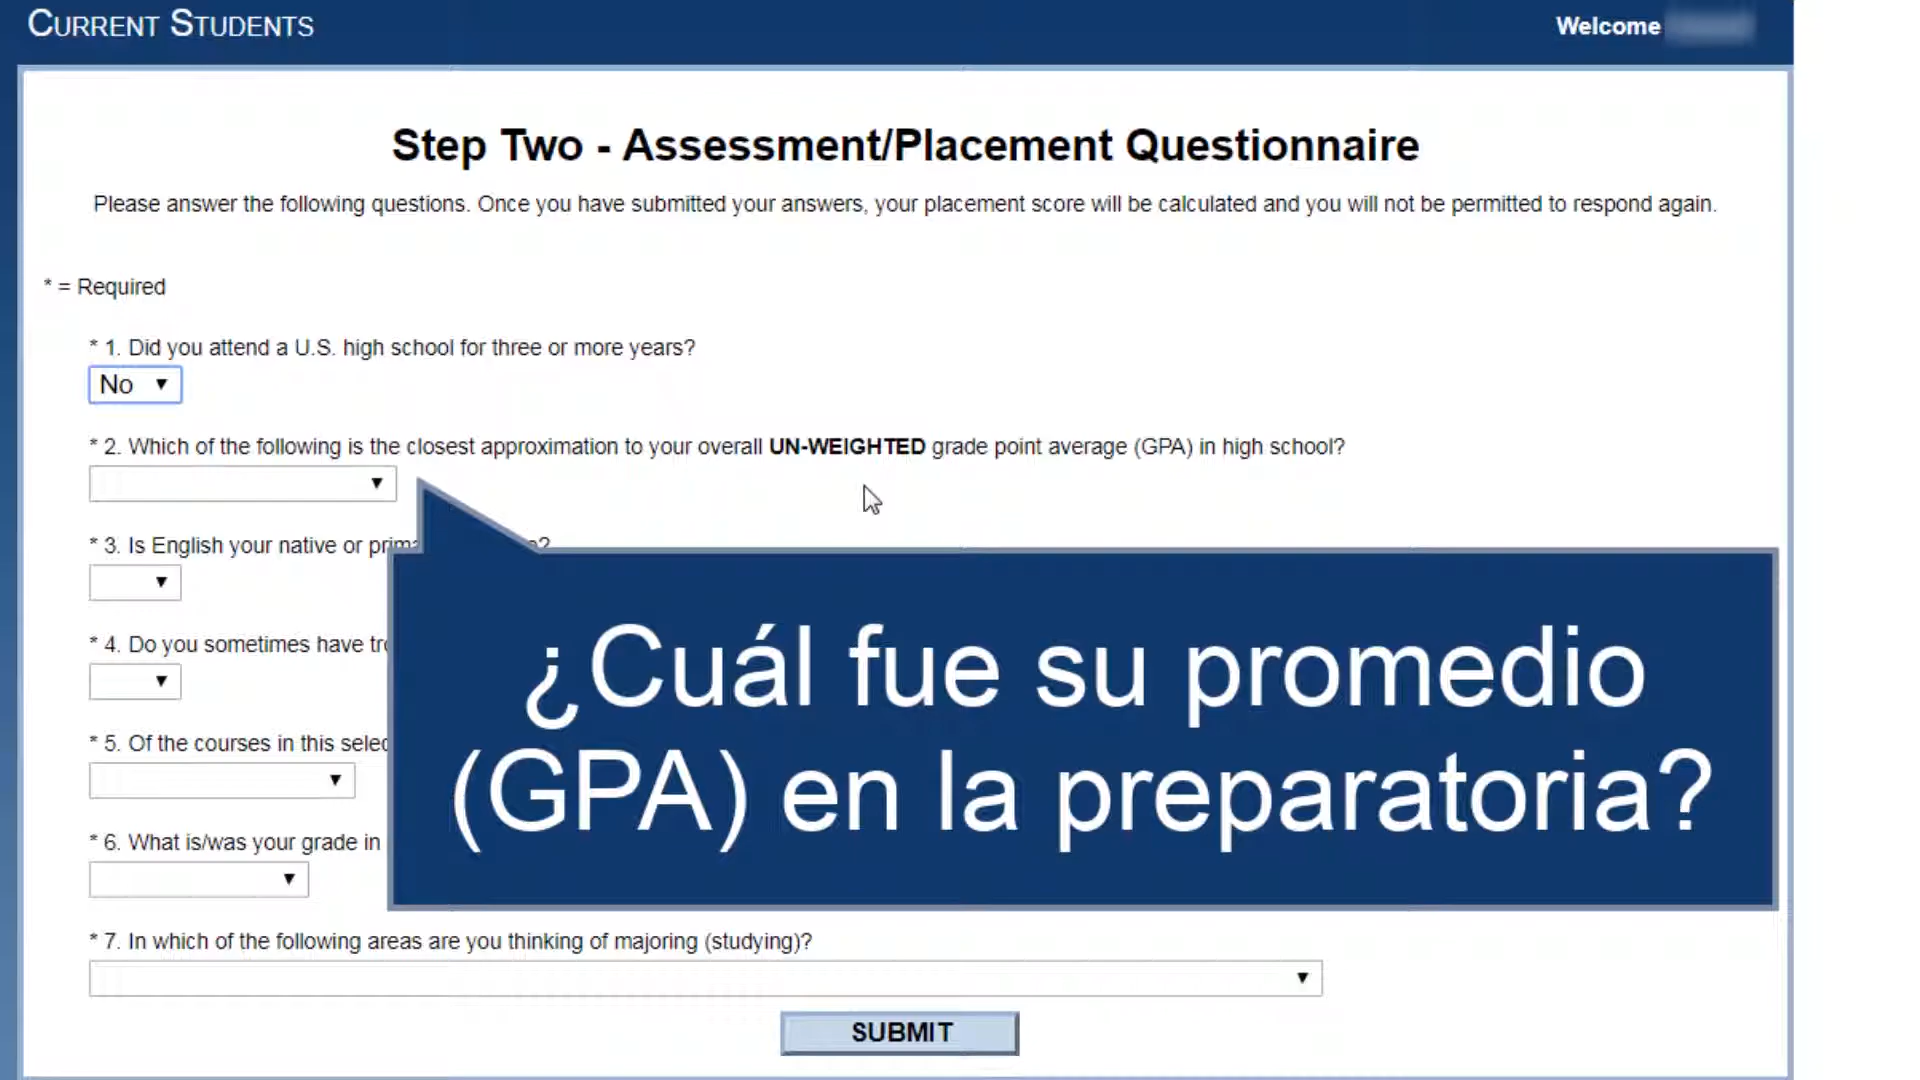 CURRENT STUDENTS
Welcome
Step Two - Assessment/Placement Questionnaire
Please answer the following questions. Once you have submitted your answers, your placement score will be calculated and you will not be permitted to respond again.
* = Required
* 1. Did you attend a U.S. high school for three or more years?
No
* 2. Which of the following is the closest approximation to your overall UN-WEIGHTED grade point average (GPA) in high school?
* 3. Is English your native or
* 4. Do you sometimes have
* 5. Of the courses in this
* 6. What is/was your grade in
¿Cuál fue su promedio
(GPA) en la preparatoria?
* 7. In which of the following areas are you thinking of majoring (studying)?
SUBMIT